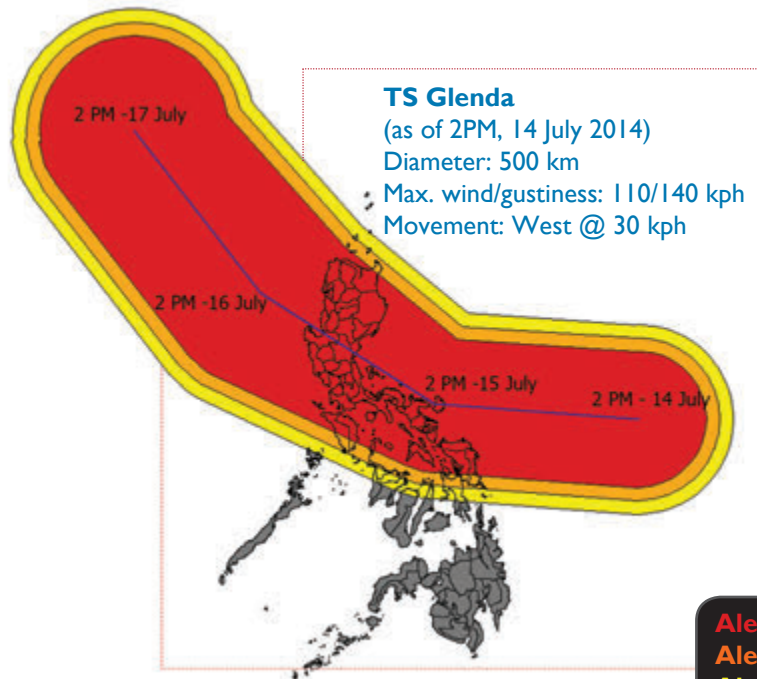 TS Glenda
(as of 2PM, 14 July 2014)
Diameter: 500 km
Max. wind/gustiness: 110/140 kph
Movement: West @ 30 kph
2 PM -17 July
2 PM -16 July
2 PM -15 July
2 PM - 14 July
Ale
Ale